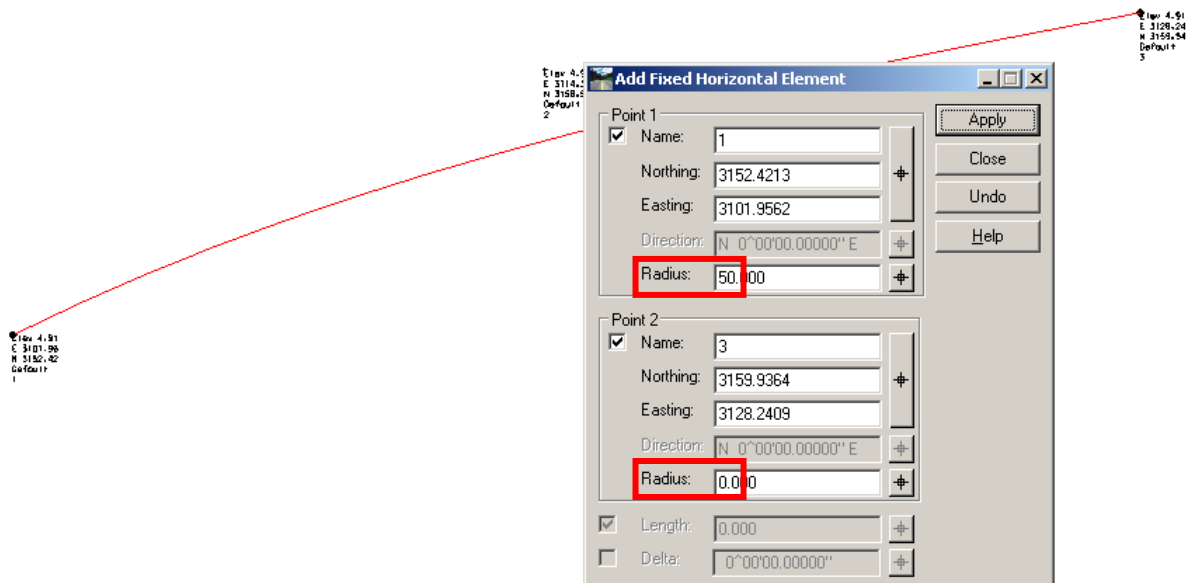 Elev 4.91
E 3128.24
N 3159.94
Default
3
Elev 4.9
E 3114.
N 3158.
Default
2
Add Fixed Horizontal Element
Point 1
Name: 1
Northing: 3152.4213
Easting: 3101.9562
Direction: N 0^00'00.00000" E
Radius: 50.000
Apply
Close
Undo
Help
Point 2
Name: 3
Northing: 3159.9364
Easting: 3128.2409
Direction: N 0^00'00.00000" E
Radius: 0.000
Length: 0.000
Delta: 0^00'00.00000"
Elev 4.91
E 3101.96
N 3152.42
Default
1